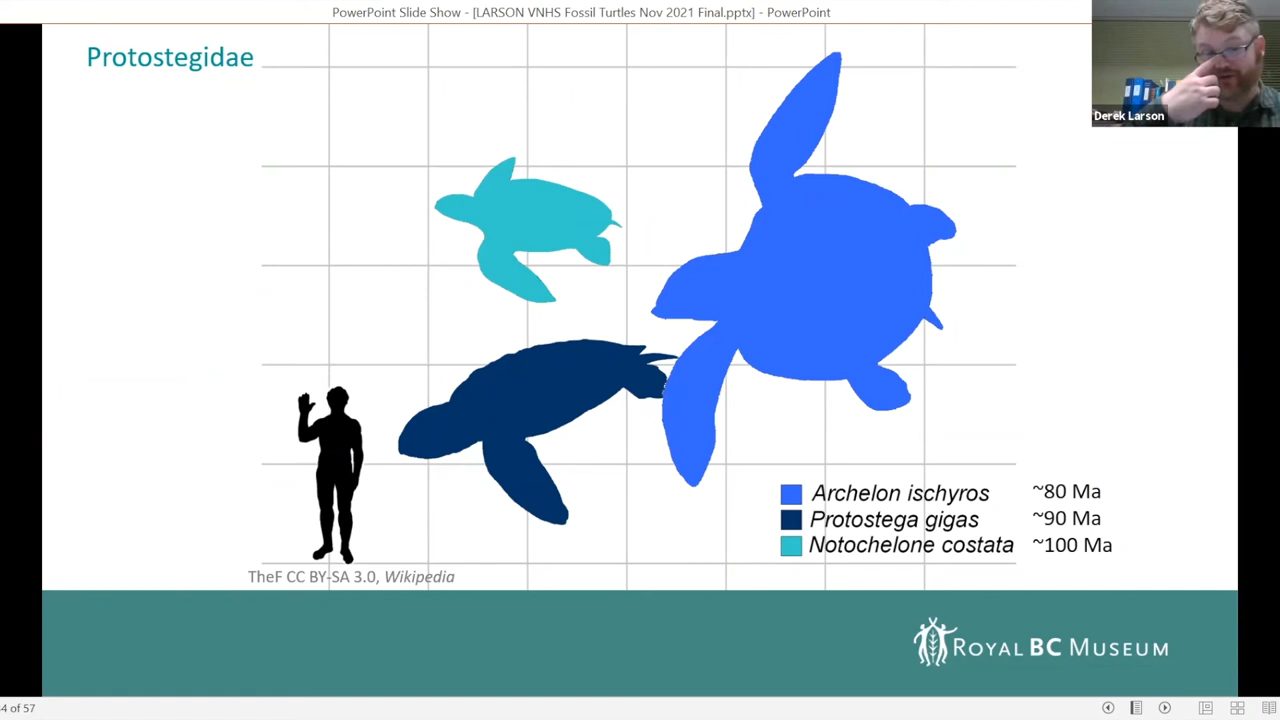 PowerPoint Slide Show - [LARSON VNHS Fossil Turtles Nov 2021 Final.pptx] - PowerPoint
Protostegidae
Derek Larson
Archelon ischyros ~80 Ma
Protostega gigas ~90 Ma
Notochelone costata ~100 Ma
TheF CC BY-SA 3.0, Wikipedia
ROYAL BC MUSEUM
4 of 57